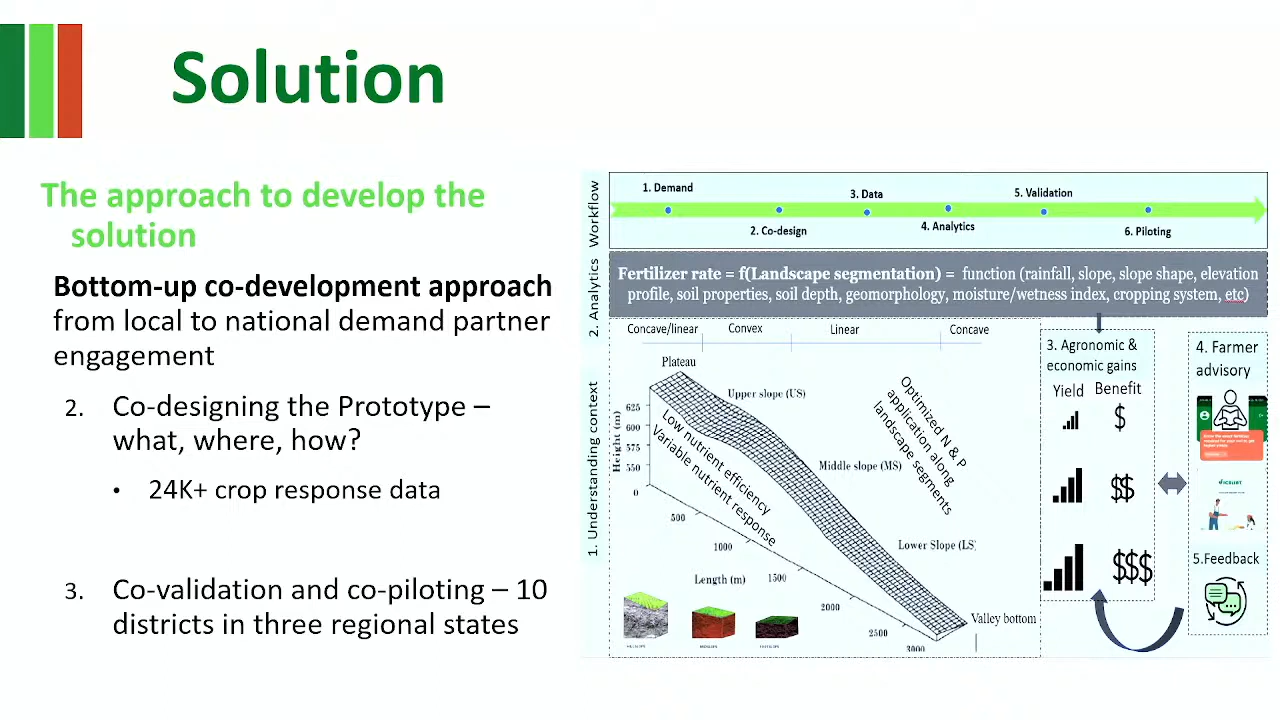 Solution
The approach to develop the
solution
Bottom-up co-development approach
from local to national demand partner
engagement
2. Co-designing the Prototype –
what, where, how?
• 24K+ crop response data
3. Co-validation and co-piloting – 10
districts in three regional states
Workflow
1. Demand
2. Co-design
3. Data
4. Analytics
5. Validation
6. Piloting
2. Analytics
Fertilizer rate = f(Landscape segmentation) = function (rainfall, slope, slope shape, elevation
profile, soil properties, soil depth, geomorphology, moisture/wetness index, cropping system, etc)
1. Understanding context
Concave/linear
Convex
Linear
Concave
Plateau
Upper slope (US)
Middle slope (MS)
Lower Slope (LS)
Valley bottom
Low nutrient efficiency
Variable nutrient response
Optimized N & P
application along
landscape segments
Height (m)
625
600
575
550
0
500
1000
1500
2000
2500
3000
Length (m)
3. Agronomic &
economic gains
Yield Benefit
$
$$
$$$
4. Farmer
advisory
5.Feedback